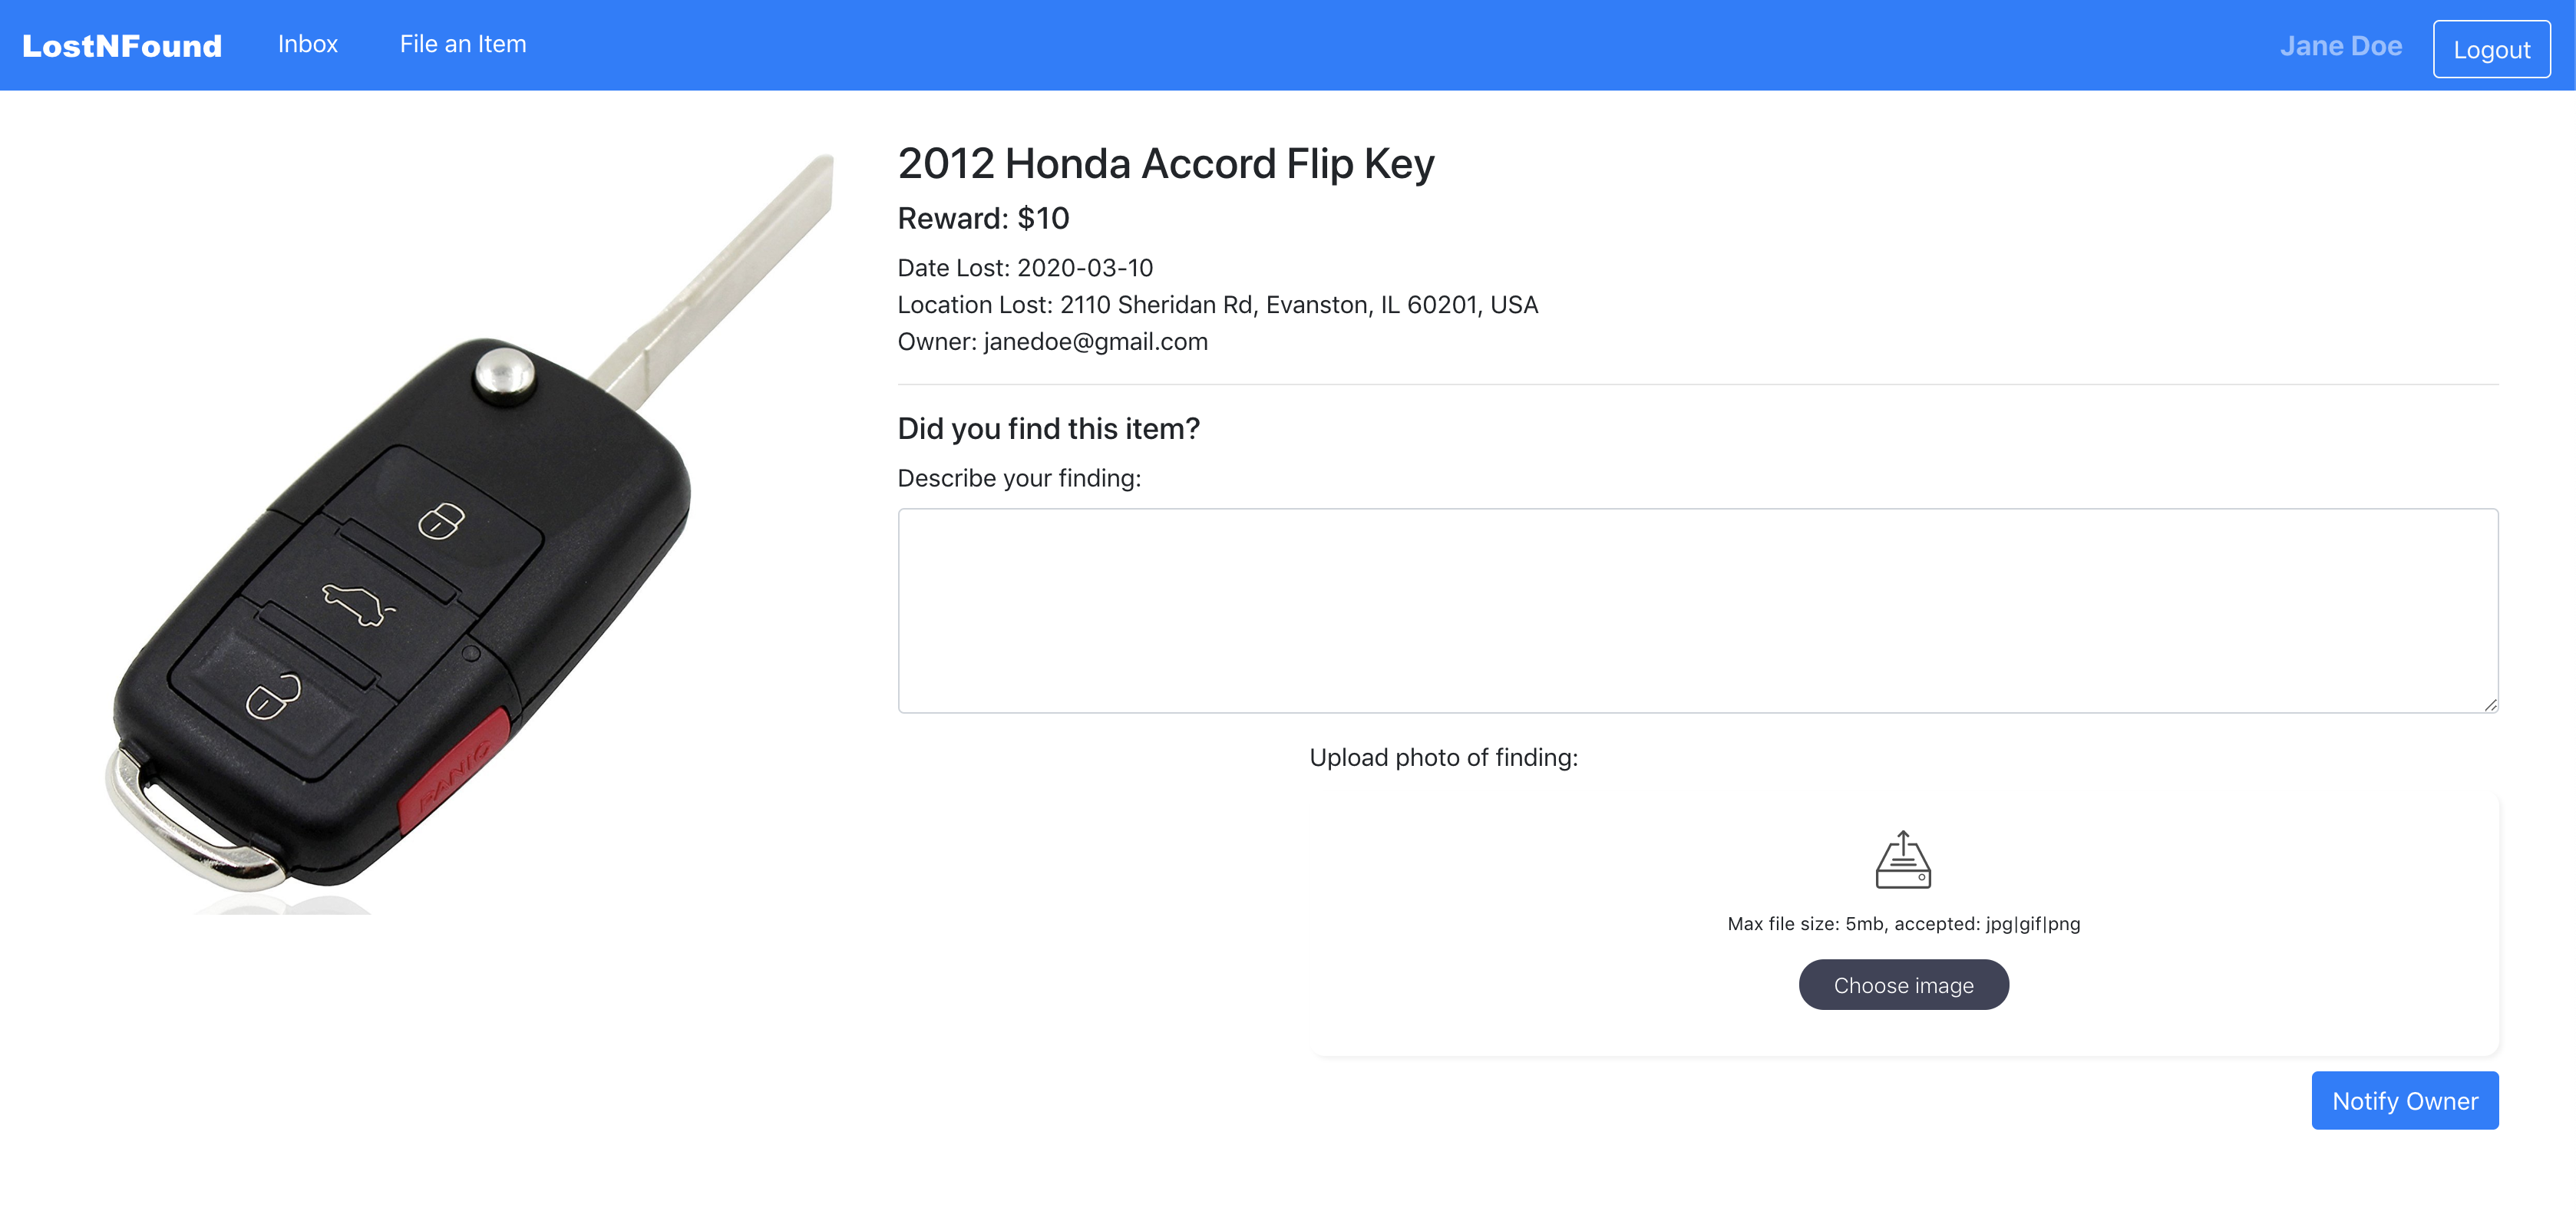 LostNFound Inbox File an Item Jane Doe Logout
2012 Honda Accord Flip Key
Reward: $10
Date Lost: 2020-03-10
Location Lost: 2110 Sheridan Rd, Evanston, IL 60201, USA
Owner: janedoe@gmail.com
Did you find this item?
Describe your finding:
PANIC
Upload photo of finding:
Max file size: 5mb, accepted: jpg|gif|png
Choose image
Notify Owner